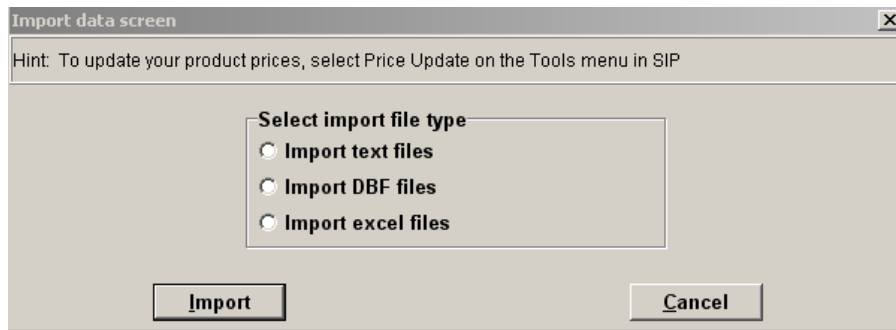 Import data screen
Hint: To update your product prices, select Price Update on the Tools menu in SIP
Select import file type
Import text files
Import DBF files
Import excel files
Import
Cancel